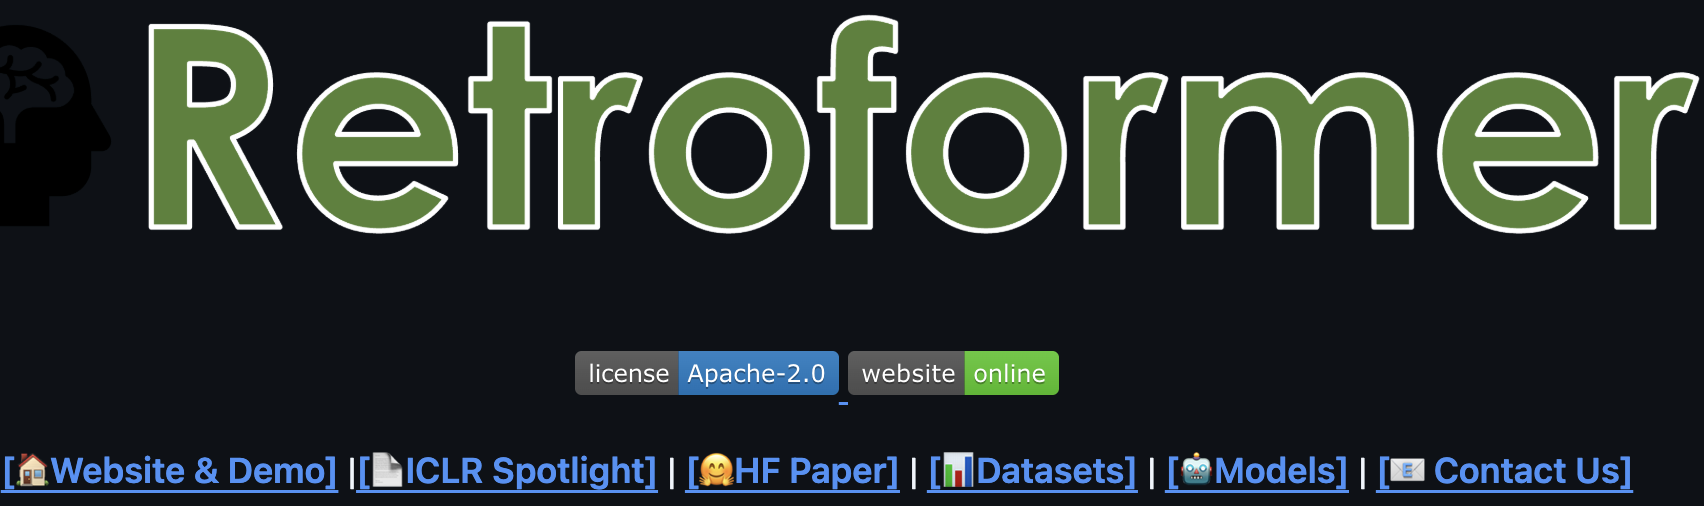 Retroformer
license Apache-2.0 website online
[🏠Website & Demo] |[📄ICLR Spotlight] | [🤗HF Paper] | [📊Datasets] | [🤖Models] | [📧 Contact Us]